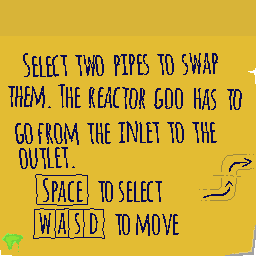 SELECT TWO PIPES TO SWAP
THEM. THE REACTOR GOO HAS TO
GO FROM THE INLET TO THE
OUTLET.
SPACE TO SELECT
W A S D TO MOVE